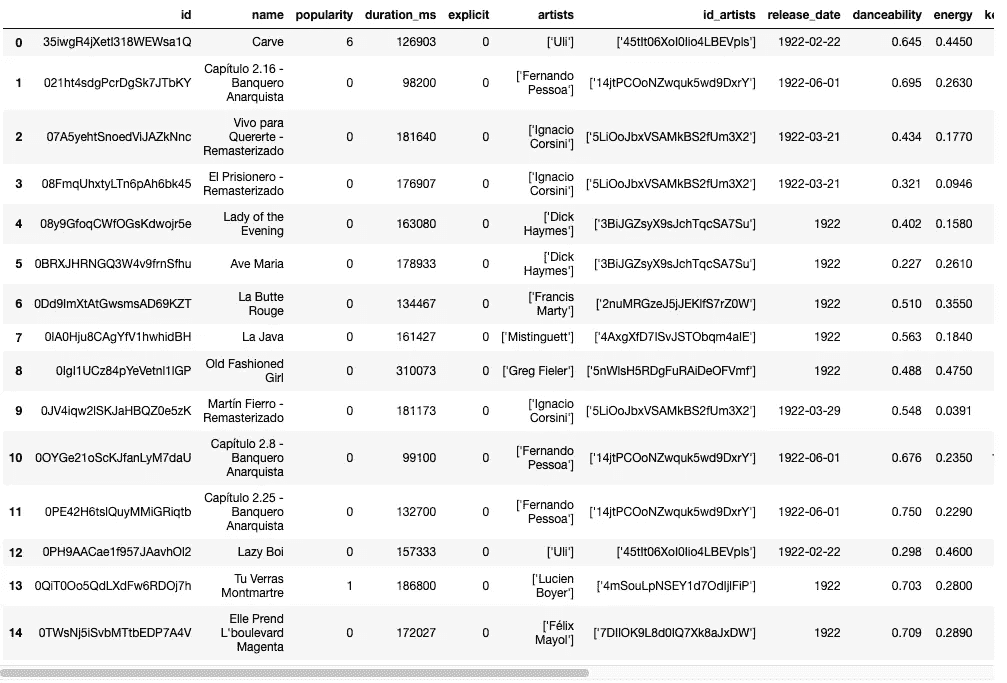 id name popularity duration_ms explicit artists id_artists release_date danceability energy
0 35iwgR4jXetI318WEWsa1Q Carve 6 126903 0 ['Uli'] ['45tIt06XoI0Iio4LBEVpls'] 1922-02-22 0.645 0.4450
Capítulo 2.16 -
1 021ht4sdgPcrDgSk7JTbKY Banquero 0 98200 0 ['Fernando Pessoa'] ['14jtPCOoNZwquk5wd9DxrY'] 1922-06-01 0.695 0.2630
Anarquista
Vivo para
2 07A5yehtSnoedViJAZkNnc Quererte - 0 181640 0 ['Ignacio Corsini'] ['5LiOoJbxVSAMkBS2fUm3X2'] 1922-03-21 0.434 0.1770
Remasterizado
3 08FmqUhxtyLTn6pAh6bk45 El Prisionero - 0 176907 0 ['Ignacio Corsini'] ['5LiOoJbxVSAMkBS2fUm3X2'] 1922-03-21 0.321 0.0946
Remasterizado
4 08y9GfoqCWfOGsKdwojr5e Lady of the 0 163080 0 ['Dick Haymes'] ['3BiJGZsyX9sJchTqcSA7Su'] 1922 0.402 0.1580
Evening
5 0BRXJHRNGQ3W4v9frnSfhu Ave Maria 0 178933 0 ['Dick Haymes'] ['3BiJGZsyX9sJchTqcSA7Su'] 1922 0.227 0.2610
6 0Dd9ImXtAtGwsmsAD69KZT La Butte 0 134467 0 ['Francis Marty'] ['2nuMRGzeJ5jJEKlfS7rZ0W'] 1922 0.510 0.3550
Rouge
7 0IA0Hju8CAgYfV1hwhidBH La Java 0 161427 0 ['Mistinguett'] ['4AxgXfD7ISvJSTObqm4aIE'] 1922 0.563 0.1840
8 0IgI1UCz84pYeVetnl1lGP Old Fashioned 0 310073 0 ['Greg Fieler'] ['5nWlsH5RDgFuRAiDeOFVmf'] 1922 0.488 0.4750
Girl
9 0JV4iqw2lSKJaHBQZ0e5zK Martín Fierro - 0 181173 0 ['Ignacio Corsini'] ['5LiOoJbxVSAMkBS2fUm3X2'] 1922-03-29 0.548 0.0391
Remasterizado
Capítulo 2.8 -
10 0OYGe21oScKJfanLyM7daU Banquero 0 99100 0 ['Fernando Pessoa'] ['14jtPCOoNZwquk5wd9DxrY'] 1922-06-01 0.676 0.2350
Anarquista
Capítulo 2.25 -
11 0PE42H6tslQuyMMiGRiqtb Banquero 0 132700 0 ['Fernando Pessoa'] ['14jtPCOoNZwquk5wd9DxrY'] 1922-06-01 0.750 0.2290
Anarquista
12 0PH9AACae1f957JAavhOl2 Lazy Boi 0 157333 0 ['Uli'] ['45tIt06XoI0Iio4LBEVpls'] 1922-02-22 0.298 0.4600
13 0QiT0Oo5QdLXdFw6RDOj7h Tu Verras 1 186800 0 ['Lucien Boyer'] ['4mSouLpNSEY1d7OdIjlFiP'] 1922 0.703 0.2800
Montmartre
Elle Prend
14 0TWsNj5iSvbMTtbEDP7A4V L'boulevard 0 172027 0 ['Félix Mayol'] ['7DIlOK9L8d0IQ7Xk8aJxDW'] 1922 0.709 0.2890
Magenta